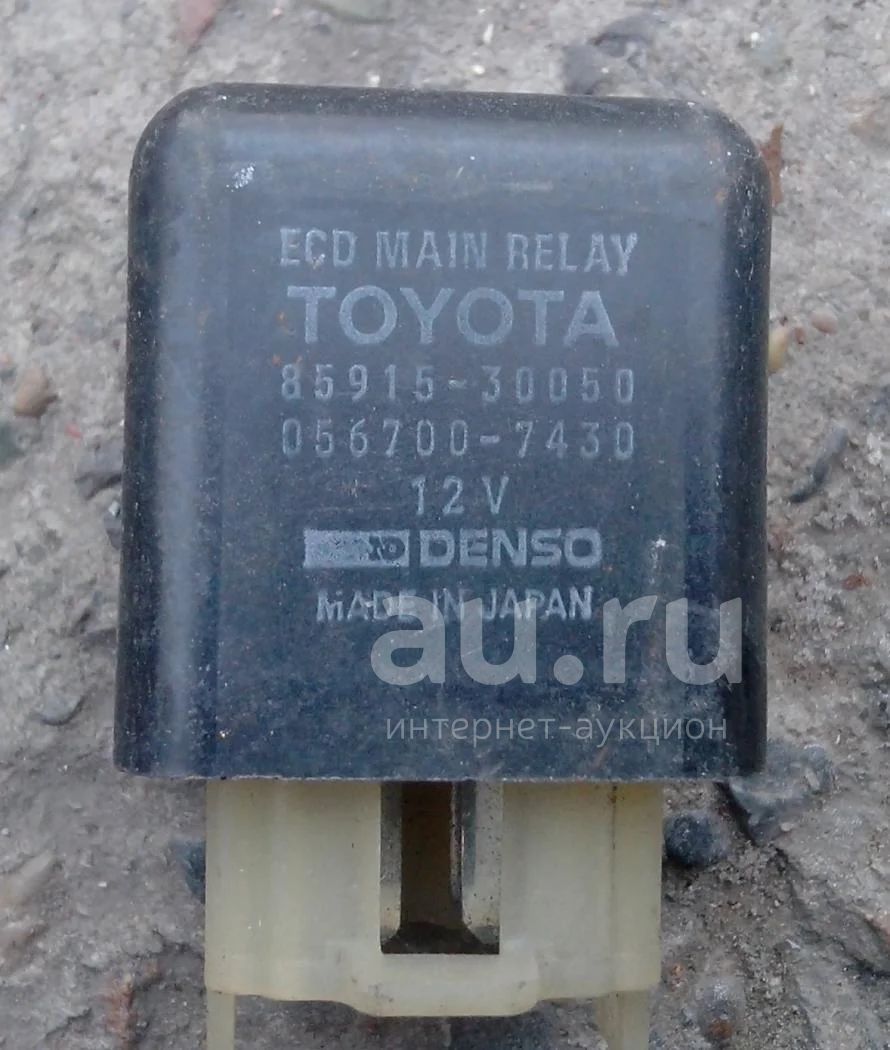 ECD MAIN RELAY
TOYOTA
85915-30050
056700-7430
12V
DENSO
MADE IN JAPAN
au.ru
интернет-аукцион